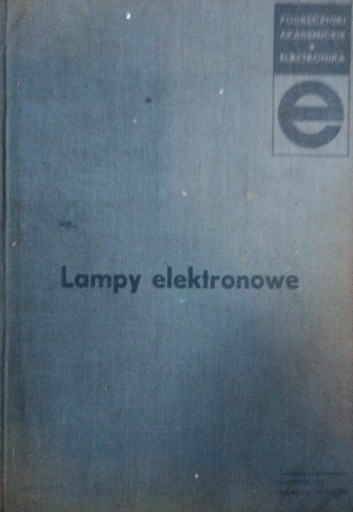 PODRĘCZNIKI
AKADEMICKIE
ELEKTRONIKA
e
Lampy elektronowe